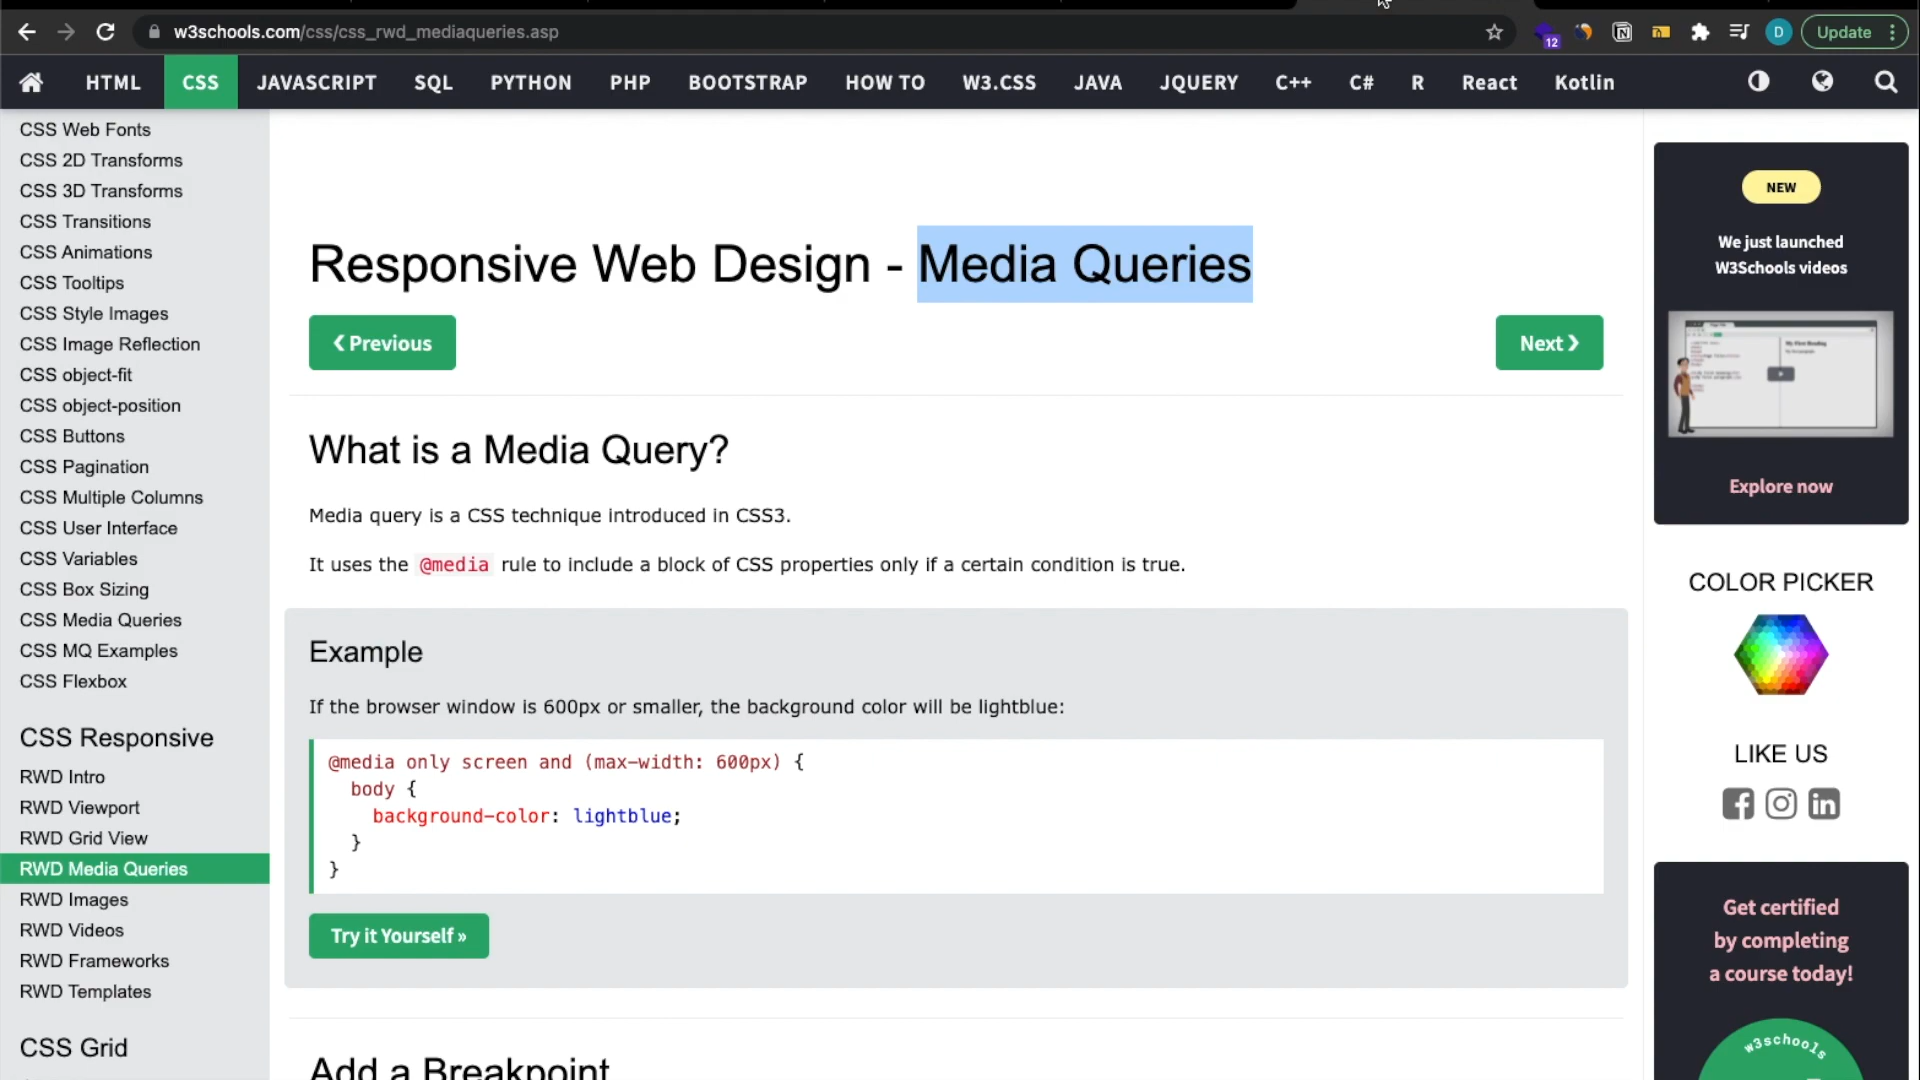 w3schools.com/css/css_rwd_mediaqueries.asp
12
D
Update
HTML
CSS
JAVASCRIPT
SQL
PYTHON
PHP
BOOTSTRAP
HOW TO
W3.CSS
JAVA
JQUERY
C++
C#
R
React
Kotlin
CSS Web Fonts
CSS 2D Transforms
CSS 3D Transforms
CSS Transitions
CSS Animations
CSS Tooltips
CSS Style Images
CSS Image Reflection
CSS object-fit
CSS object-position
CSS Buttons
CSS Pagination
CSS Multiple Columns
CSS User Interface
CSS Variables
CSS Box Sizing
CSS Media Queries
CSS MQ Examples
CSS Flexbox
CSS Responsive
RWD Intro
RWD Viewport
RWD Grid View
RWD Media Queries
RWD Images
RWD Videos
RWD Frameworks
RWD Templates
CSS Grid
Responsive Web Design - Media Queries
❮ Previous
Next ❯
What is a Media Query?
Media query is a CSS technique introduced in CSS3.
It uses the @media rule to include a block of CSS properties only if a certain condition is true.
Example
If the browser window is 600px or smaller, the background color will be lightblue:
@media only screen and (max-width: 600px) {
body {
background-color: lightblue;
}
}
Try it Yourself »
Add a Breakpoint
NEW
We just launched
W3Schools videos
Explore now
COLOR PICKER
LIKE US
Get certified
by completing
a course today!
w3schools